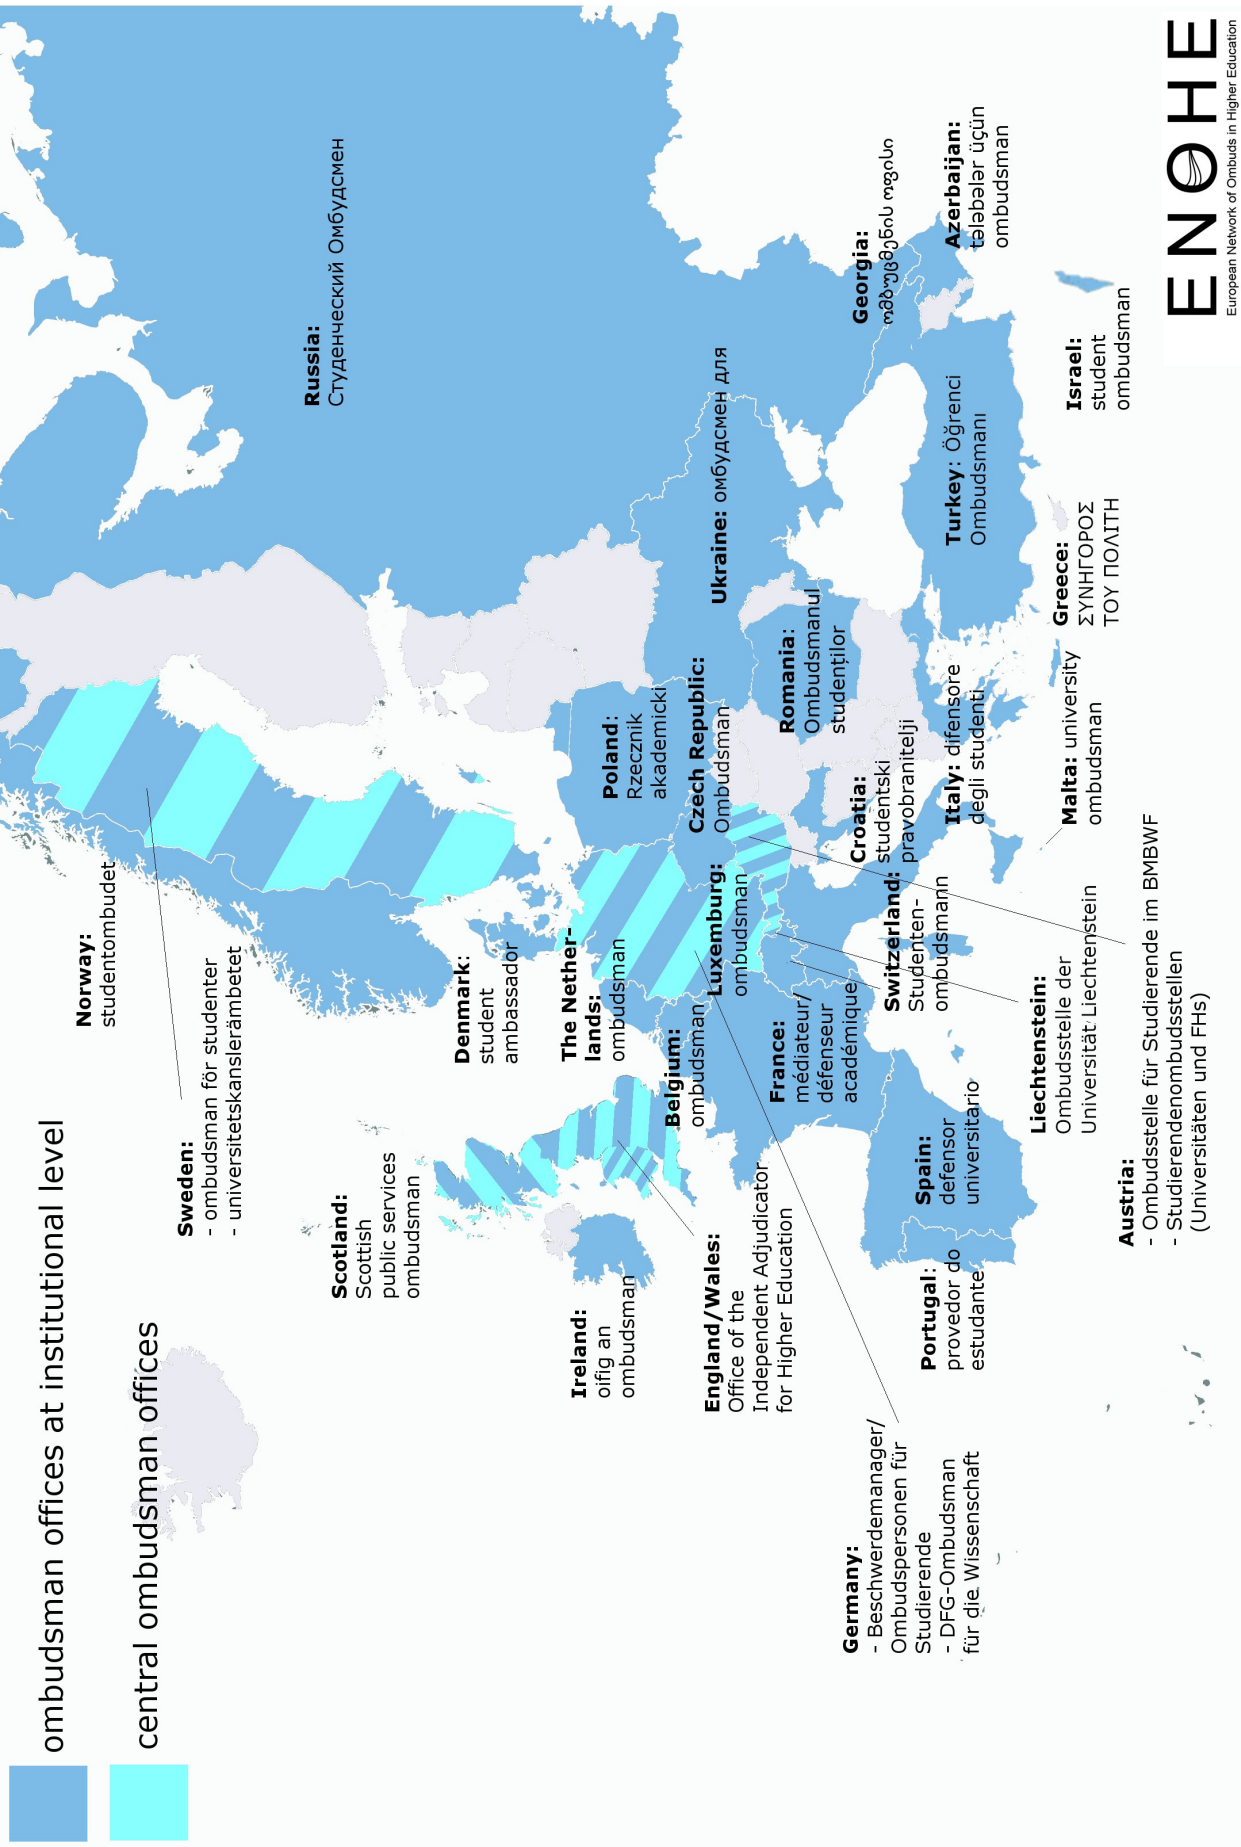 ombudsman offices at institutional level
central ombudsman offices
Norway:
studentombudet
Sweden:
- ombudsman för studenter
- universitetskanslerämbetet
Russia:
Студенческий Омбудсмен
Scotland:
Scottish
public services
ombudsman
Denmark:
student
ambassador
Ireland:
oifig an
ombudsman
The Nether-
lands:
ombudsman
Poland:
Rzecznik
akademicki
England/Wales:
Office of the
Independent Adjudicator
for Higher Education
Belgium:
ombudsman
Luxemburg:
ombudsman
Czech Republic:
Ombudsman
Ukraine: омбудсмен для
Germany:
- Beschwerdemanager/
Ombudspersonen für
Studierende
- DFG-Ombudsman
für die Wissenschaft
France:
médiateur/
défenseur
académique
Romania:
Ombudsmanul
studenților
Croatia:
studentski
pravobranitelji
Georgia:
ომბუცმენის ოფისი
Switzerland:
Studenten-
ombudsmann
Portugal:
provedor do
estudante
Spain:
defensor
universitario
Italy: difensore
degli studenti
Turkey: Öğrenci
Ombudsmanı
Azerbaijan:
tələbələr üçün
ombudsman
Liechtenstein:
Ombudsstelle der
Universität Liechtenstein
Malta: university
ombudsman
Greece:
ΣΥΝΗΓΟΡΟΣ
ΤΟΥ ΠΟΛΙΤΗ
Israel:
student
ombudsman
Austria:
- Ombudsstelle für Studierende im BMBWF
- Studierendenombudsstellen
(Universitäten und FHs)
ENOHE
European Network of Ombuds in Higher Education